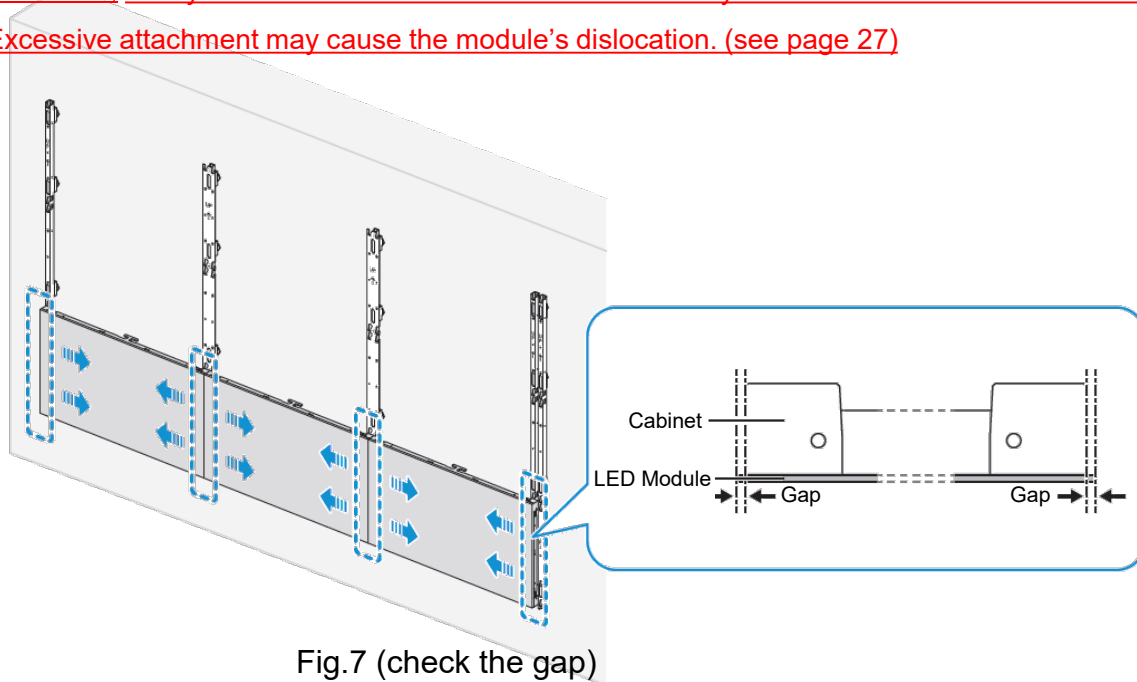 Excessive attachment may cause the module’s dislocation. (see page 27)
Cabinet
LED Module
Gap
Gap
Fig.7 (check the gap)